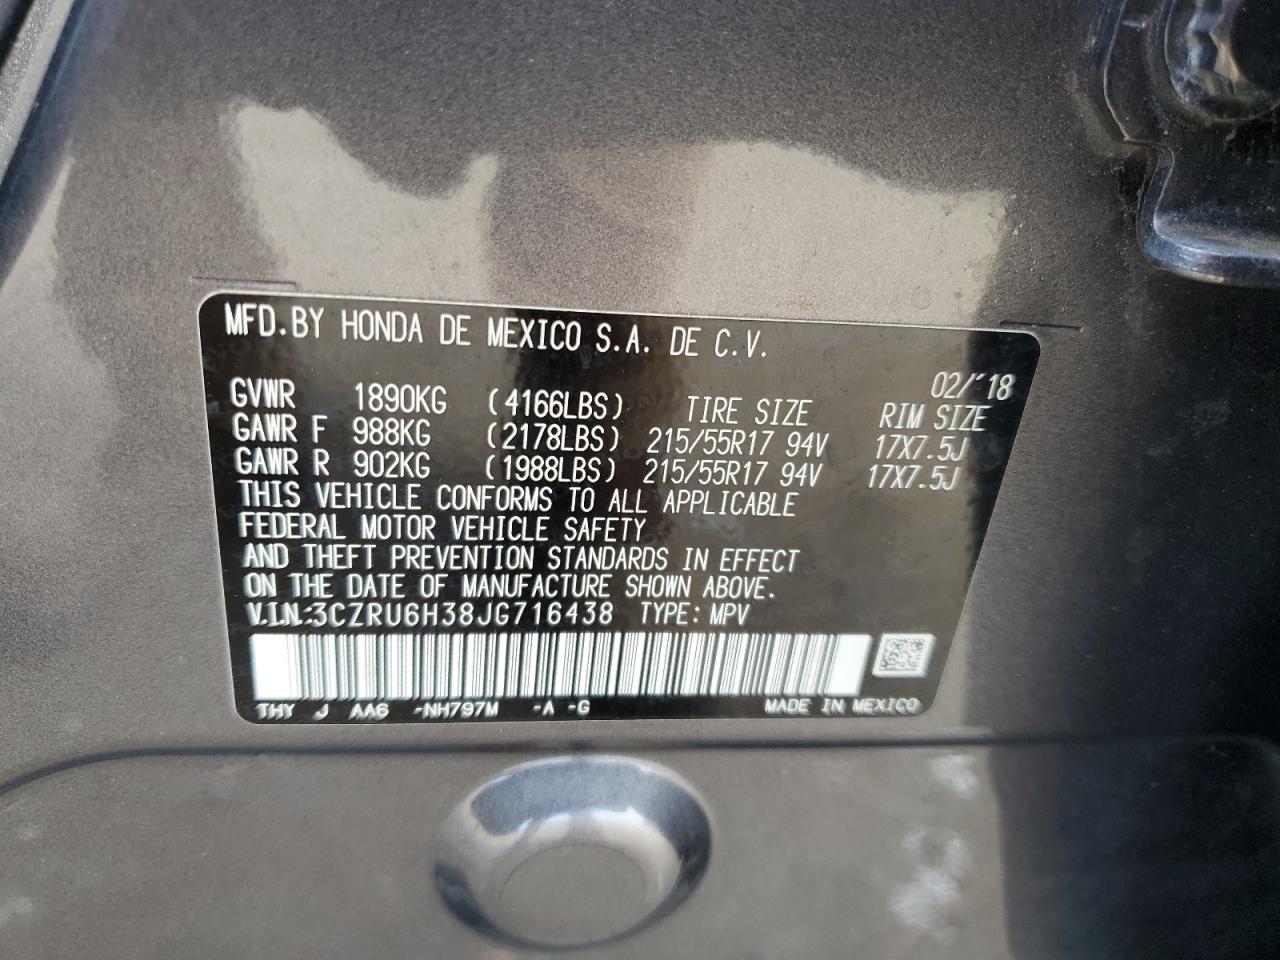 MFD.BY HONDA DE MEXICO S.A. DE C.V.
02/'18
GVWR 1890KG (4166LBS) TIRE SIZE RIM SIZE
GAWR F 988KG (2178LBS) 215/55R17 94V 17X7.5J
GAWR R 902KG (1988LBS) 215/55R17 94V 17X7.5J
THIS VEHICLE CONFORMS TO ALL APPLICABLE
FEDERAL MOTOR VEHICLE SAFETY
AND THEFT PREVENTION STANDARDS IN EFFECT
ON THE DATE OF MANUFACTURE SHOWN ABOVE.
V.I.N.:3CZRU6H38JG716438 TYPE: MPV
THY J AA6 -NH797M -A -G MADE IN MEXICO